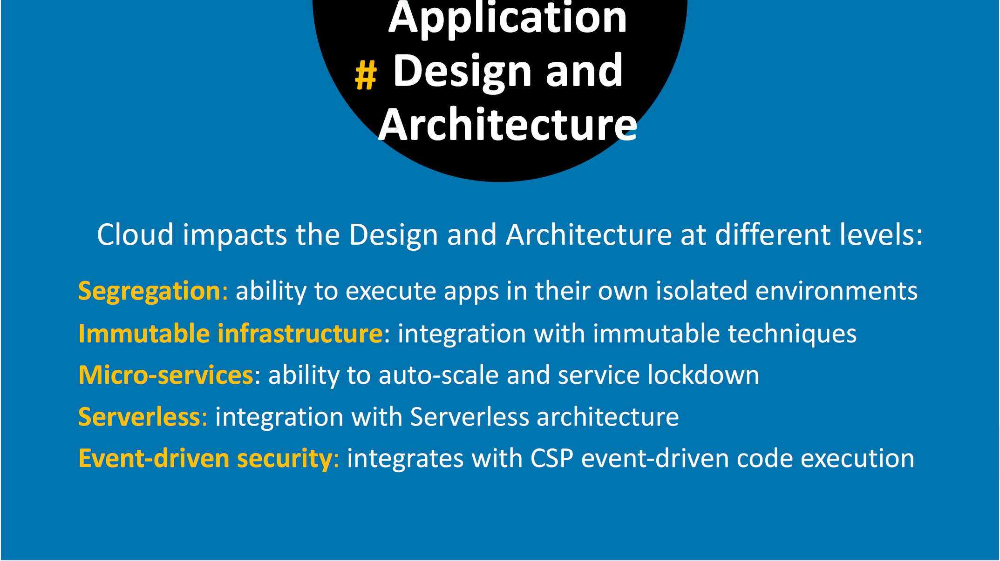 Application
# Design and
Architecture
Cloud impacts the Design and Architecture at different levels:
Segregation: ability to execute apps in their own isolated environments
Immutable infrastructure: integration with immutable techniques
Micro-services: ability to auto-scale and service lockdown
Serverless: integration with Serverless architecture
Event-driven security: integrates with CSP event-driven code execution